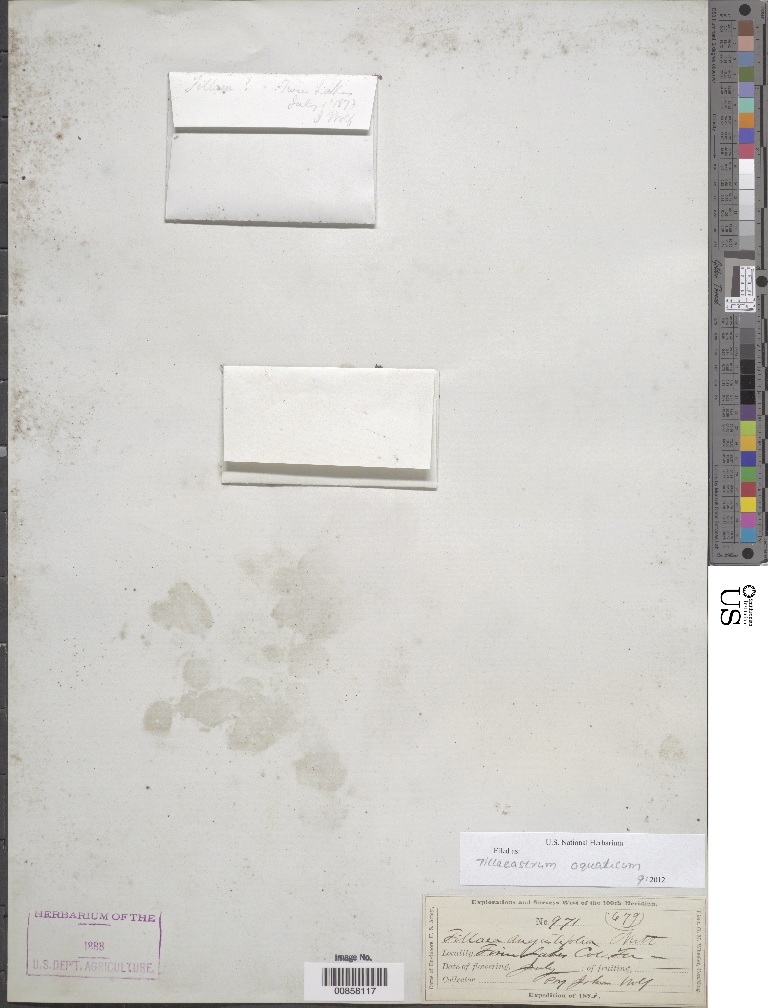 Tillaea ? - Twin Lakes
July 1873
J Wolf
U.S. National Herbarium
Filed as:
Tillaeastrum aquaticum
9/2012
Explorations and Surveys West of the 100th Meridian.
No. 971 (479)
Tillaea angustifolia Nutt
Locality, Twin Lakes Col. Ter
Date of flowering, July of fruiting,
Collector Prof John Wolf
Expedition of 1873.
HERBARIUM OF THE
1888
U.S. DEP'T. AGRICULTURE.
Image No.
00858117
US